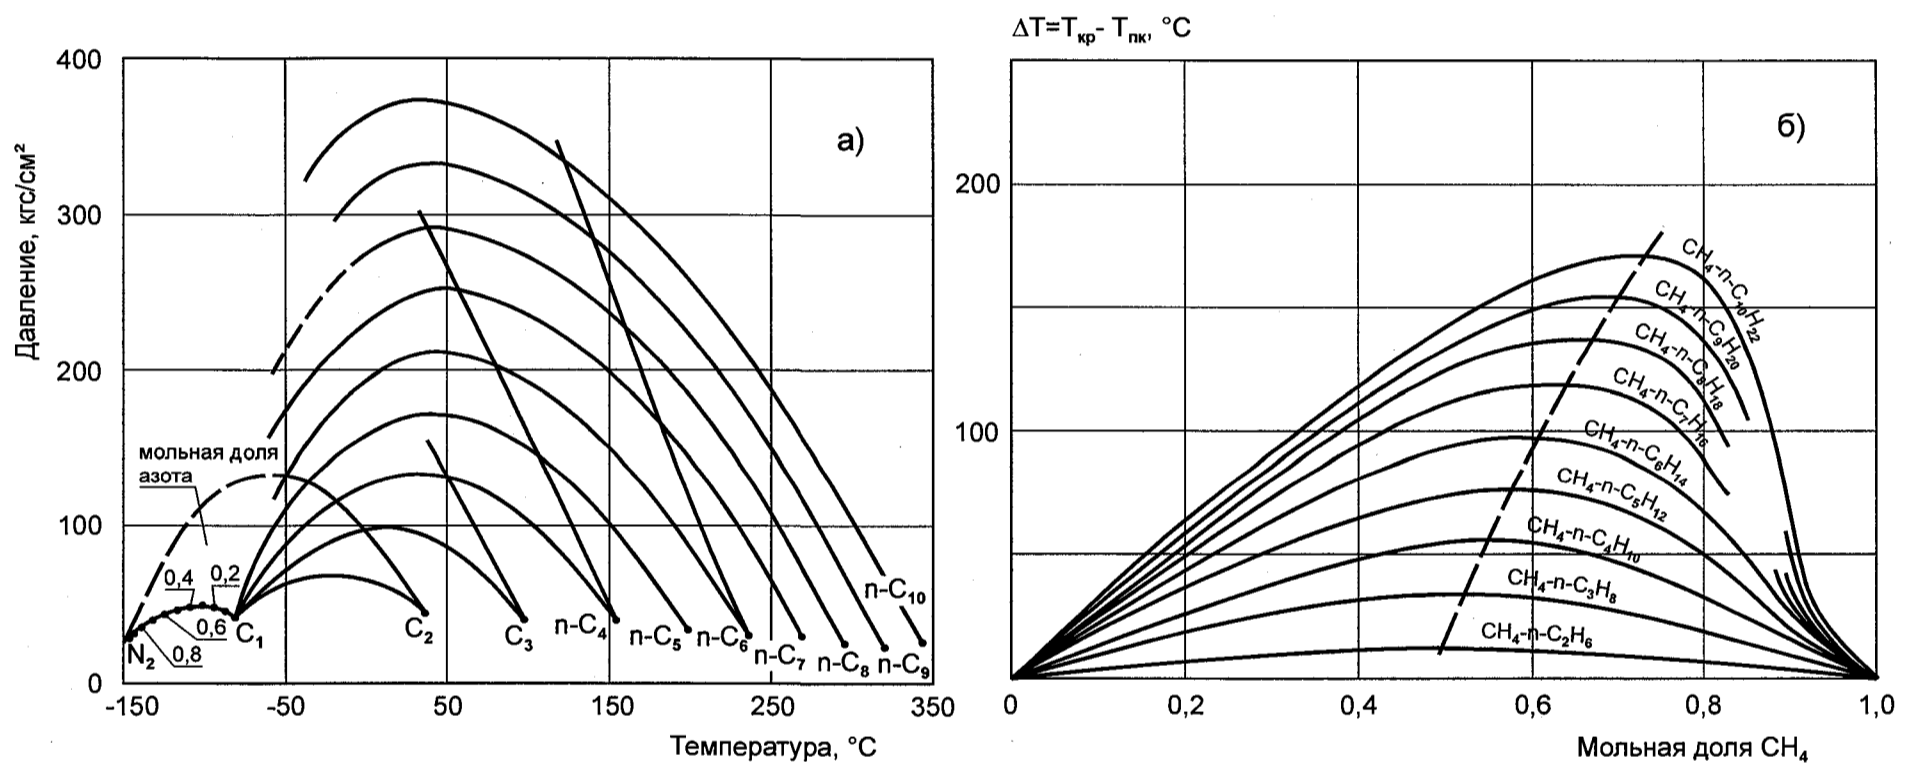 а)
Давление, кгс/см²
400
300
200
100
0
мольная доля
азота
0,4
0,2
0,6
0,8
N₂
C₁
C₂
C₃
n-C₄
n-C₅
n-C₆
n-C₇
n-C₈
n-C₉
n-C₁₀
-150
-50
50
150
250
350
Температура, °C
ΔT=Tкр- Tпк, °C
б)
200
100
CH₄-n-C₁₀H₂₂
CH₄-n-C₉H₂₀
CH₄-n-C₈H₁₈
CH₄-n-C₇H₁₆
CH₄-n-C₆H₁₄
CH₄-n-C₅H₁₂
CH₄-n-C₄H₁₀
CH₄-n-C₃H₈
CH₄-n-C₂H₆
0
0,2
0,4
0,6
0,8
1,0
Мольная доля CH₄